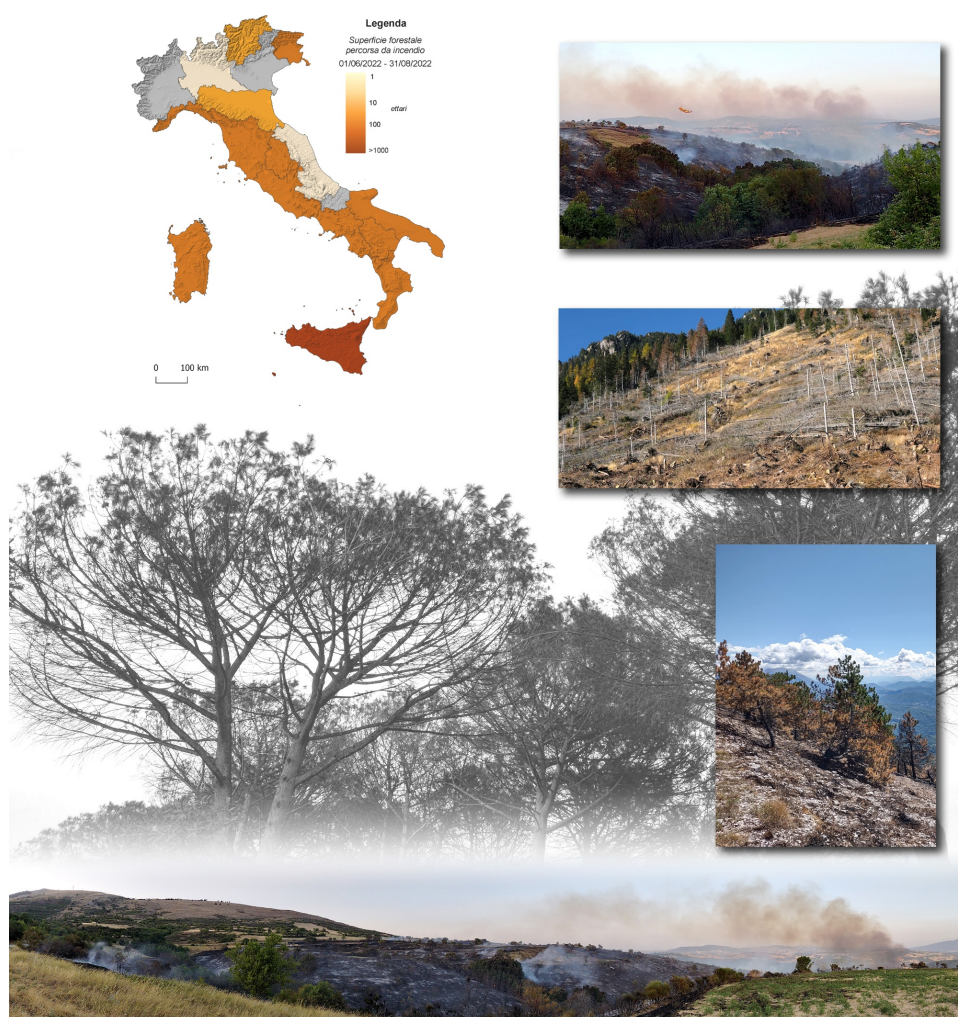 Legenda
Superficie forestale
percorsa da incendio
01/06/2022 - 31/08/2022
1
10
ettari
100
>1000
0 100 km